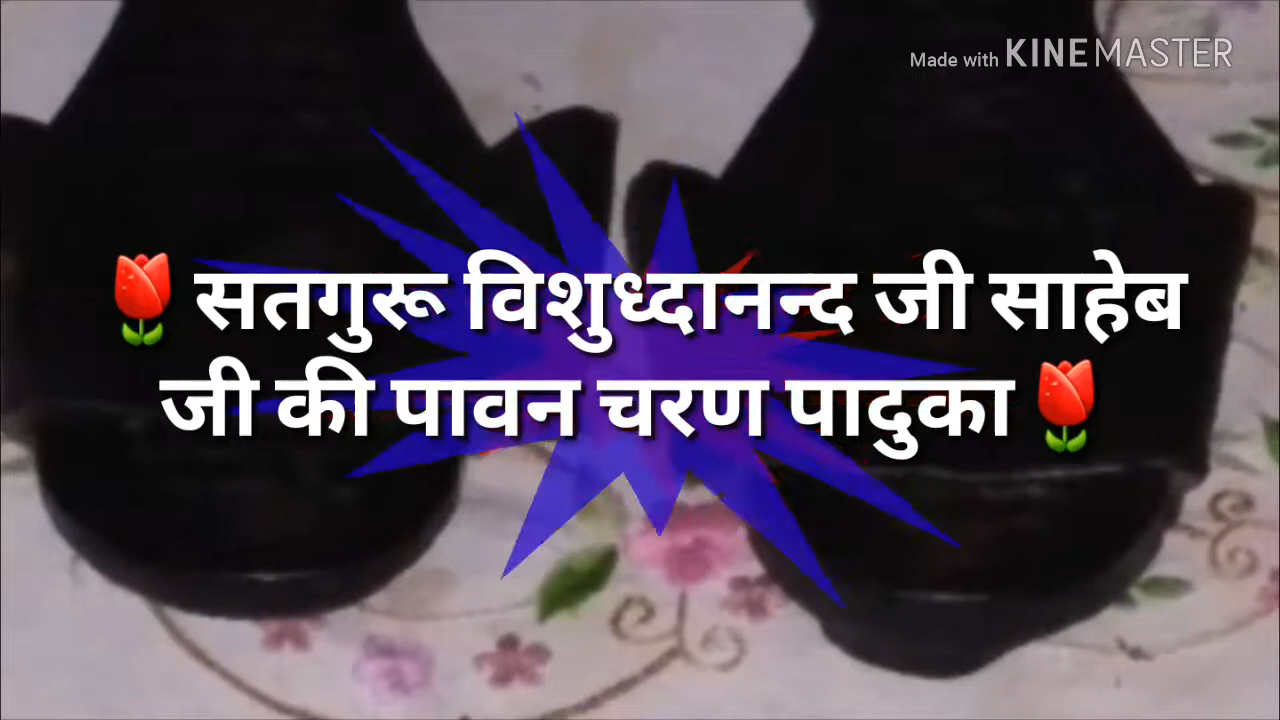 Made with KINEMASTER
🌷सतगुरू विशुध्दानन्द जी साहेब
जी की पावन चरण पादुका🌷